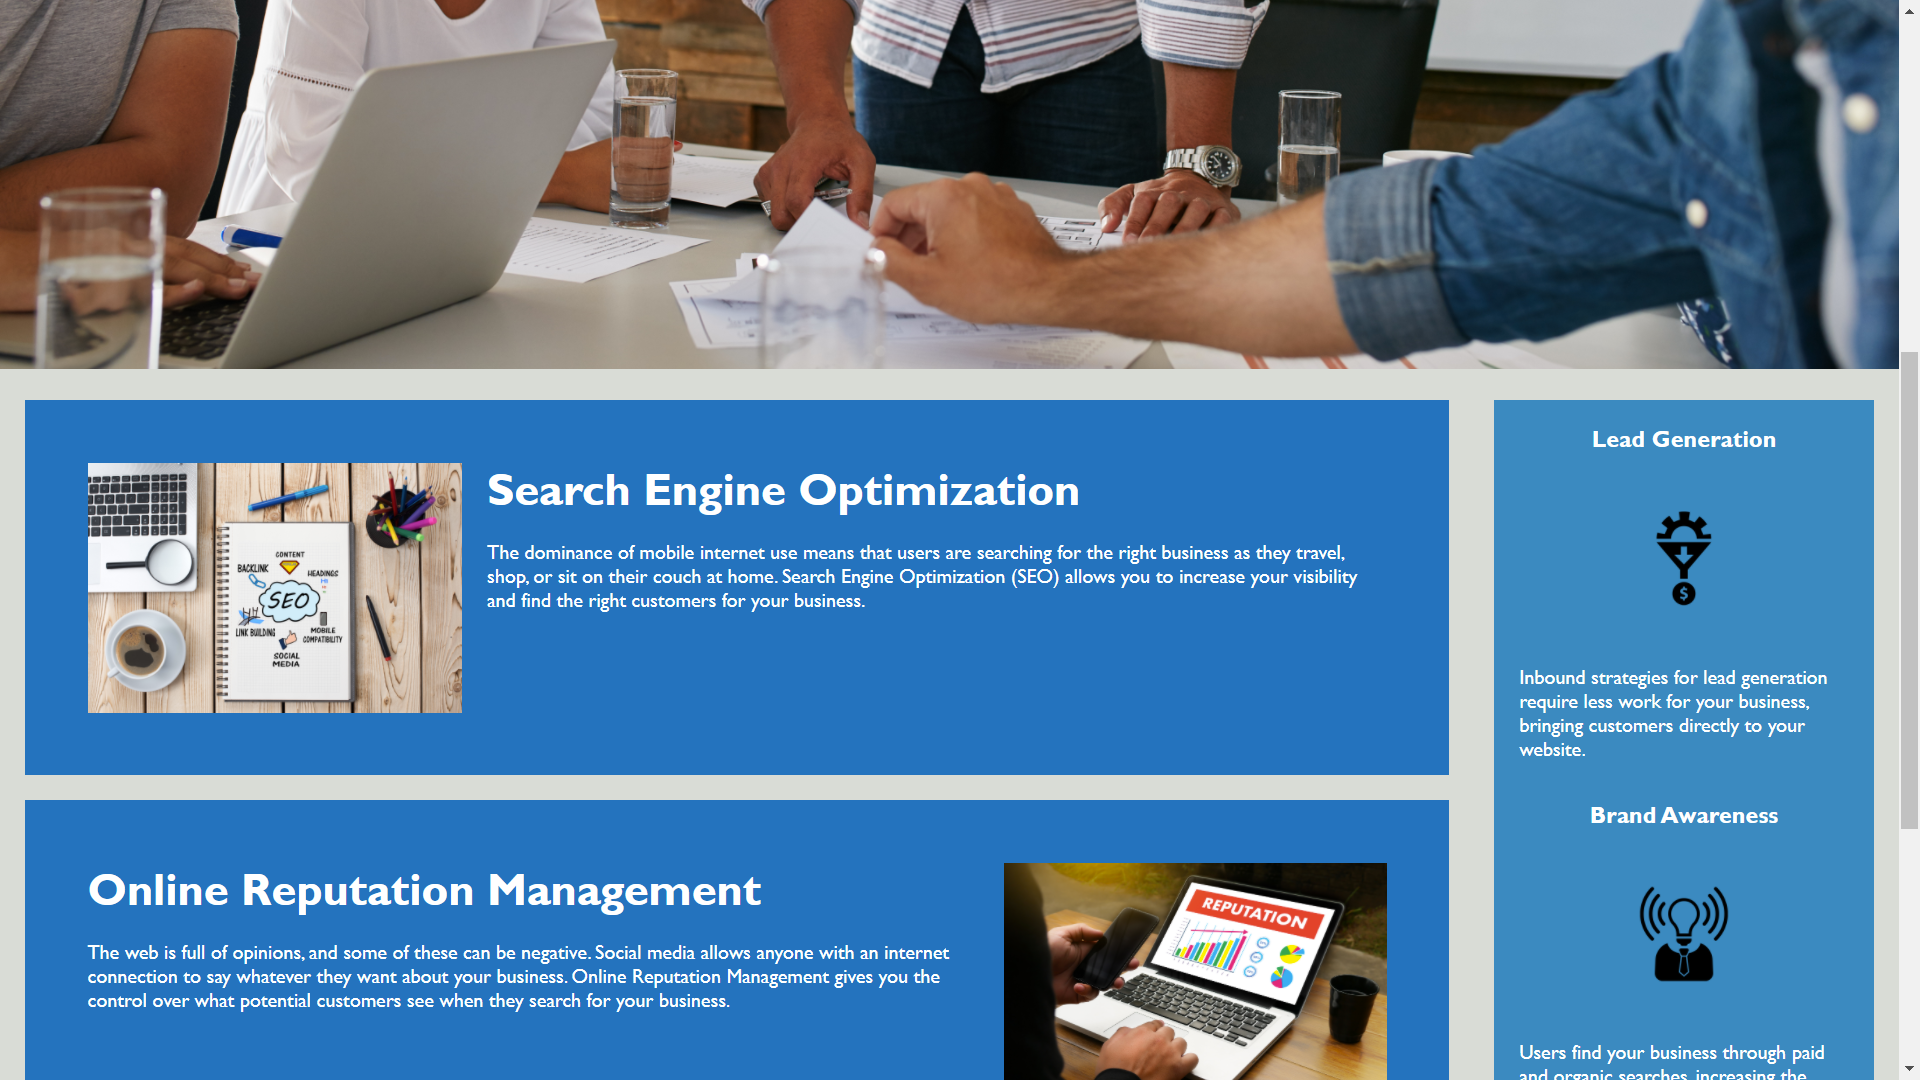 Search Engine Optimization
The dominance of mobile internet use means that users are searching for the right business as they travel,
shop, or sit on their couch at home. Search Engine Optimization (SEO) allows you to increase your visibility
and find the right customers for your business.
CONTENT
BACKLINK
HEADINGS
H1
SEO
LINK BUILDING
MOBILE
COMPATIBILITY
SOCIAL
MEDIA
Online Reputation Management
The web is full of opinions, and some of these can be negative. Social media allows anyone with an internet
connection to say whatever they want about your business. Online Reputation Management gives you the
control over what potential customers see when they search for your business.
REPUTATION
Lead Generation
$
Inbound strategies for lead generation
require less work for your business,
bringing customers directly to your
website.
Brand Awareness
Users find your business through paid
and organic searches, increasing the